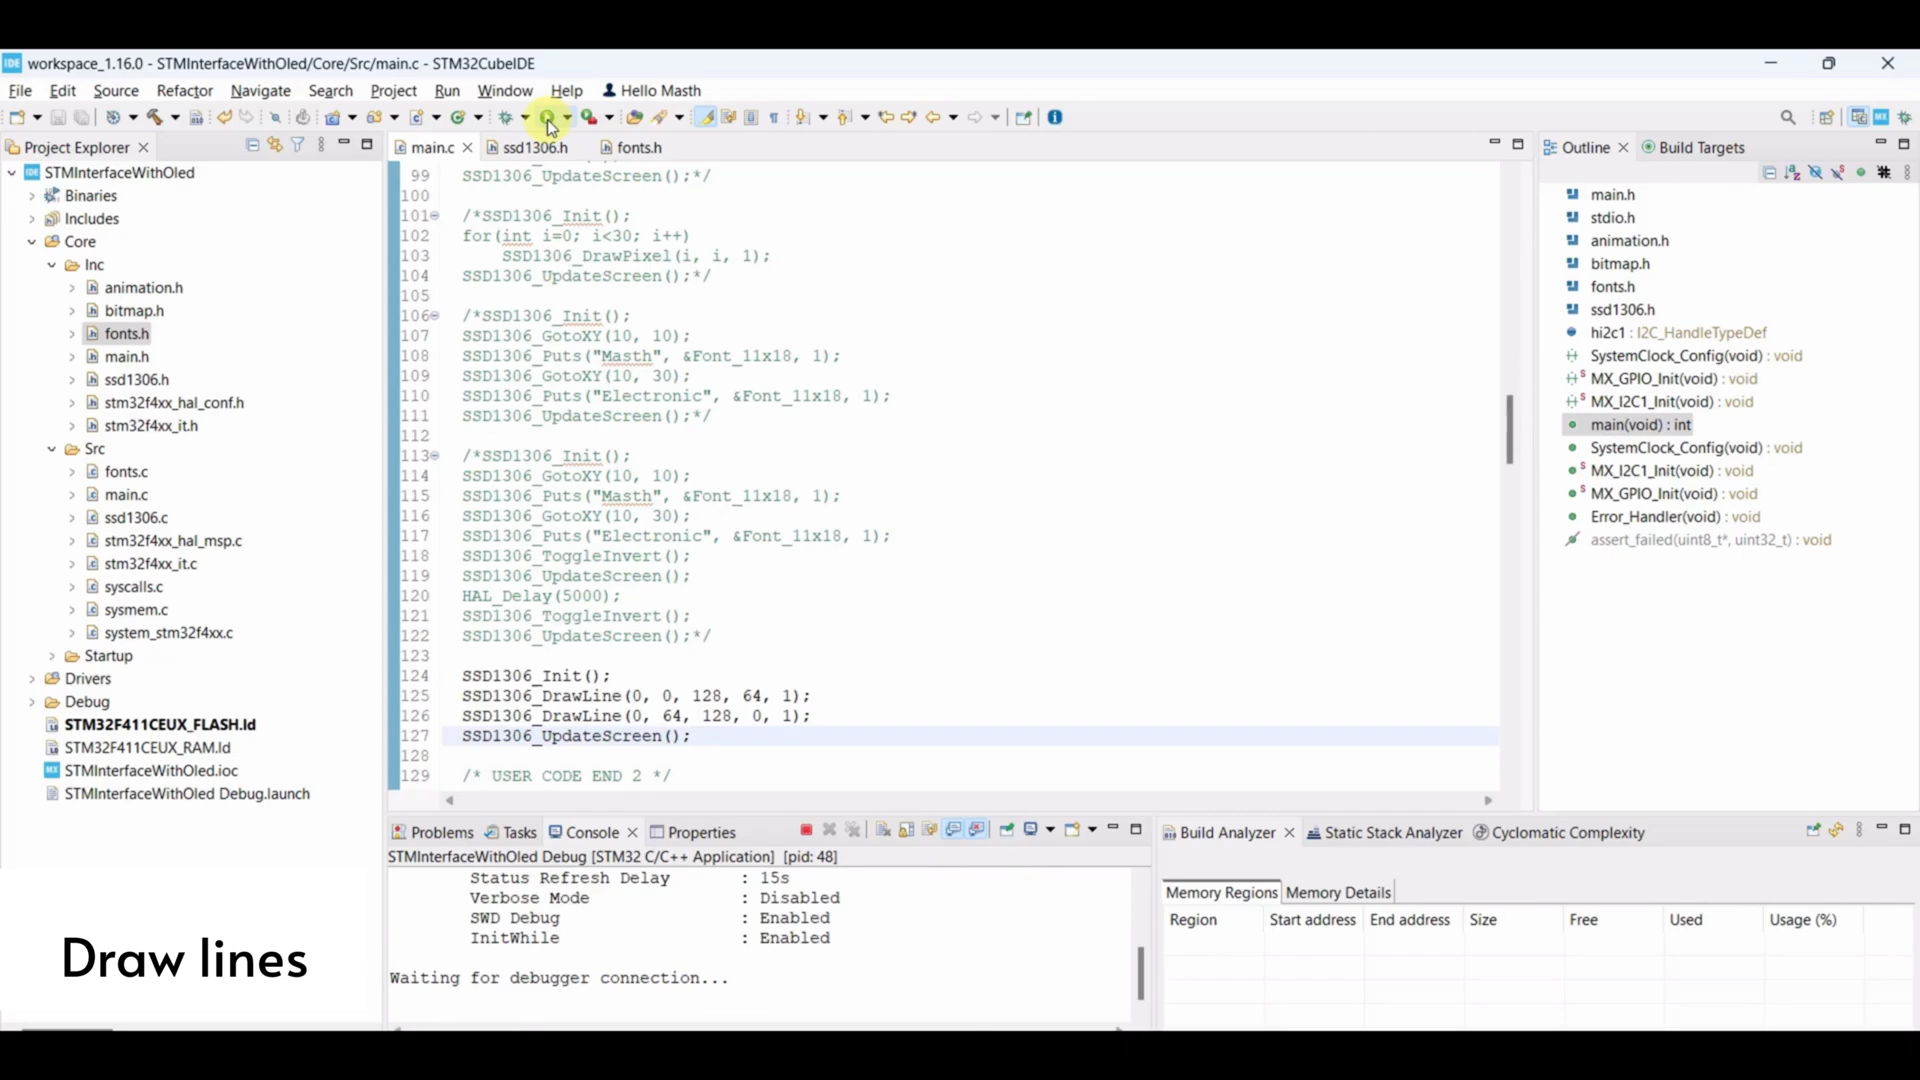 IDE workspace_1.16.0 - STMInterfaceWithOled/Core/Src/main.c - STM32CubeIDE
File Edit Source Refactor Navigate Search Project Run Window Help Hello Masth
Project Explorer
STMInterfaceWithOled
Binaries
Includes
Core
Inc
animation.h
bitmap.h
fonts.h
main.h
ssd1306.h
stm32f4xx_hal_conf.h
stm32f4xx_it.h
Src
fonts.c
main.c
ssd1306.c
stm32f4xx_hal_msp.c
stm32f4xx_it.c
syscalls.c
sysmem.c
system_stm32f4xx.c
Startup
Drivers
Debug
STM32F411CEUX_FLASH.ld
STM32F411CEUX_RAM.ld
MX STMInterfaceWithOled.ioc
STMInterfaceWithOled Debug.launch
Draw lines
main.c ssd1306.h fonts.h
99 SSD1306_UpdateScreen();*/
100
101 /*SSD1306_Init();
102 for(int i=0; i<30; i++)
103 SSD1306_DrawPixel(i, i, 1);
104 SSD1306_UpdateScreen();*/
105
106 /*SSD1306_Init();
107 SSD1306_GotoXY(10, 10);
108 SSD1306_Puts("Masth", &Font_11x18, 1);
109 SSD1306_GotoXY(10, 30);
110 SSD1306_Puts("Electronic", &Font_11x18, 1);
111 SSD1306_UpdateScreen();*/
112
113 /*SSD1306_Init();
114 SSD1306_GotoXY(10, 10);
115 SSD1306_Puts("Masth", &Font_11x18, 1);
116 SSD1306_GotoXY(10, 30);
117 SSD1306_Puts("Electronic", &Font_11x18, 1);
118 SSD1306_ToggleInvert();
119 SSD1306_UpdateScreen();
120 HAL_Delay(5000);
121 SSD1306_ToggleInvert();
122 SSD1306_UpdateScreen();*/
123
124 SSD1306_Init();
125 SSD1306_DrawLine(0, 0, 128, 64, 1);
126 SSD1306_DrawLine(0, 64, 128, 0, 1);
127 SSD1306_UpdateScreen();
128
129 /* USER CODE END 2 */
Outline Build Targets
main.h
stdio.h
animation.h
bitmap.h
fonts.h
ssd1306.h
hi2c1 : I2C_HandleTypeDef
SystemClock_Config(void) : void
MX_GPIO_Init(void) : void
MX_I2C1_Init(void) : void
main(void) : int
SystemClock_Config(void) : void
MX_I2C1_Init(void) : void
MX_GPIO_Init(void) : void
Error_Handler(void) : void
assert_failed(uint8_t*, uint32_t) : void
Problems Tasks Console Properties
STMInterfaceWithOled Debug [STM32 C/C++ Application] [pid: 48]
Status Refresh Delay : 15s
Verbose Mode : Disabled
SWD Debug : Enabled
InitWhile : Enabled
Waiting for debugger connection...
Build Analyzer Static Stack Analyzer Cyclomatic Complexity
Memory Regions Memory Details
Region Start address End address Size Free Used Usage (%)